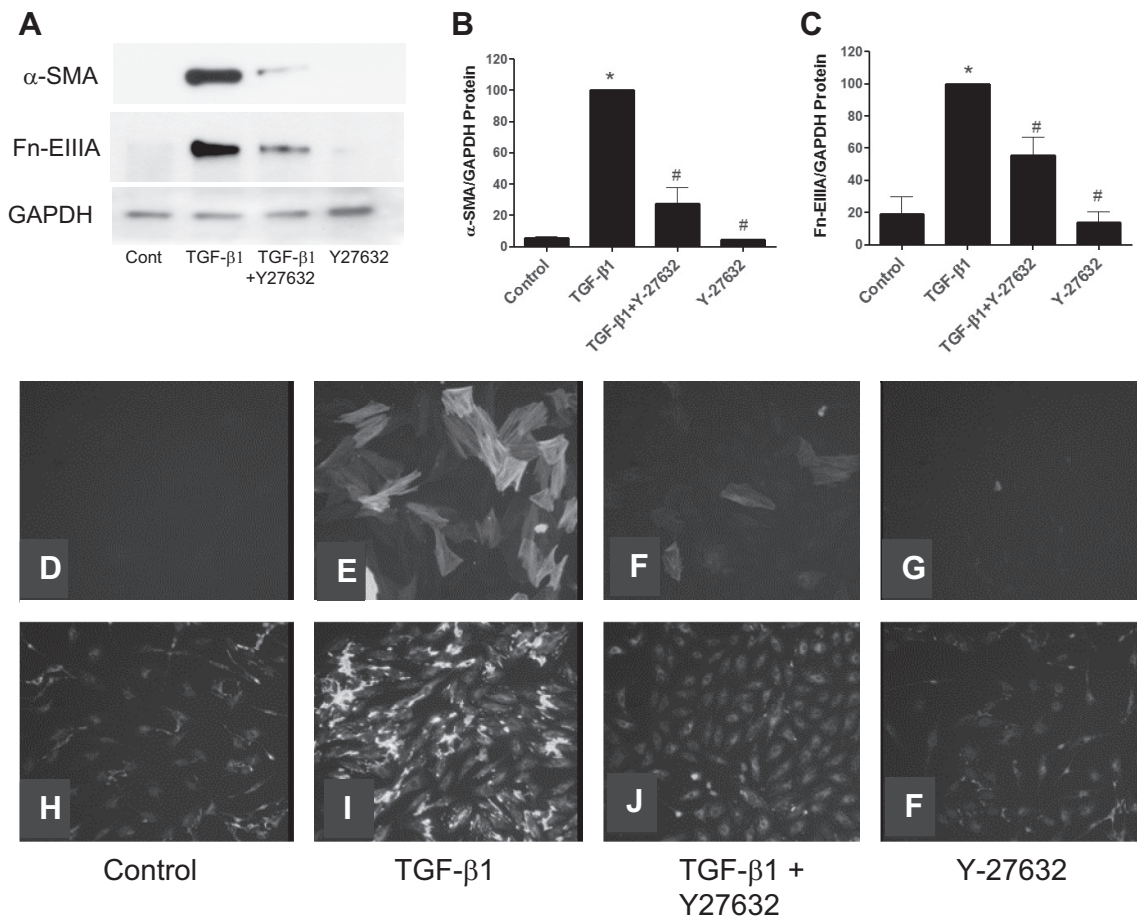 A
α-SMA
Fn-EIIIA
GAPDH
Cont
TGF-β1
TGF-β1
+Y27632
Y27632
B
α-SMA/GAPDH Protein
120
100
80
60
40
20
0
*
#
#
Control
TGF-β1
TGF-β1+Y-27632
Y-27632
C
Fn-EIIIA/GAPDH Protein
120
100
80
60
40
20
0
*
#
#
Control
TGF-β1
TGF-β1+Y-27632
Y-27632
D
E
F
G
H
I
J
F
Control
TGF-β1
TGF-β1 +
Y27632
Y-27632